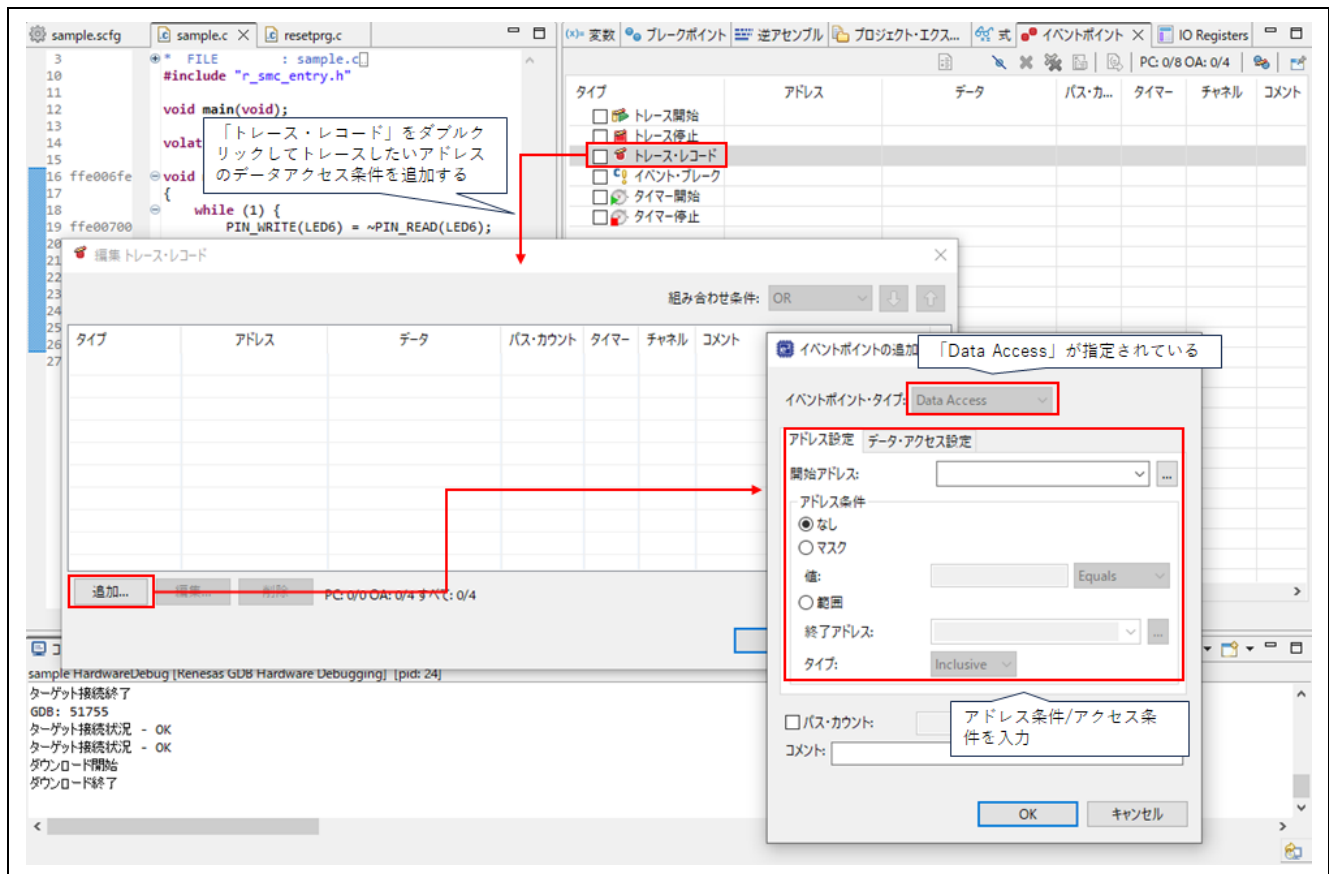 sample.scfg
sample.c
resetprg.c
(x)= 変数
ブレークポイント
逆アセンブル
プロジェクト・エクス...
式
イベントポイント
IO Registers
3 * FILE : sample.c
10 #include "r_smc_entry.h"
11
12 void main(void);
13
14 volat
15
16 ffe006fe void
17 {
18 while (1) {
19 ffe00700 PIN_WRITE(LED6) = ~PIN_READ(LED6);
20
21
22
23
24
25
26
27
「トレース・レコード」をダブルク
リックしてトレースしたいアドレス
のデータアクセス条件を追加する
PC: 0/8 OA: 0/4
タイプ アドレス データ パス・カ... タイマー チャネル コメント
トレース開始
トレース停止
トレース・レコード
イベント・ブレーク
タイマー開始
タイマー停止
編集 トレース・レコード
組み合わせ条件: OR
タイプ アドレス データ パス・カウント タイマー チャネル コメント
追加... 編集... 削除 PC: 0/0 OA: 0/4 すべて: 0/4
イベントポイントの追加
「Data Access」が指定されている
イベントポイント・タイプ: Data Access
アドレス設定 データ・アクセス設定
開始アドレス: ...
アドレス条件
なし
マスク
値: Equals
範囲
終了アドレス: ...
タイプ: Inclusive
アドレス条件/アクセス条
件を入力
パス・カウント:
コメント:
OK キャンセル
sample HardwareDebug [Renesas GDB Hardware Debugging] [pid: 24]
ターゲット接続終了
GDB: 51755
ターゲット接続状況 - OK
ターゲット接続状況 - OK
ダウンロード開始
ダウンロード終了